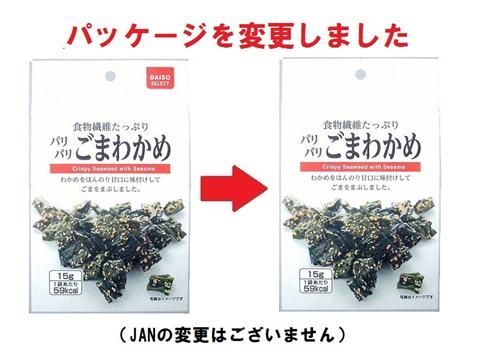 パッケージを変更しました
DAISO
SELECT
食物繊維たっぷり
パリ
パリ
ごまわかめ
Crispy Seaweed with Sesame
わかめをほんのり甘口に味付けして
ごまをまぶしました。
15g
1袋あたり
59kcal
写真はイメージです
食物繊維たっぷり
パリ
パリ
ごまわかめ
Crispy Seaweed with Sesame
わかめをほんのり甘口に味付けして
ごまをまぶしました。
15g
1袋あたり
59kcal
写真はイメージです
（JANの変更はございません）